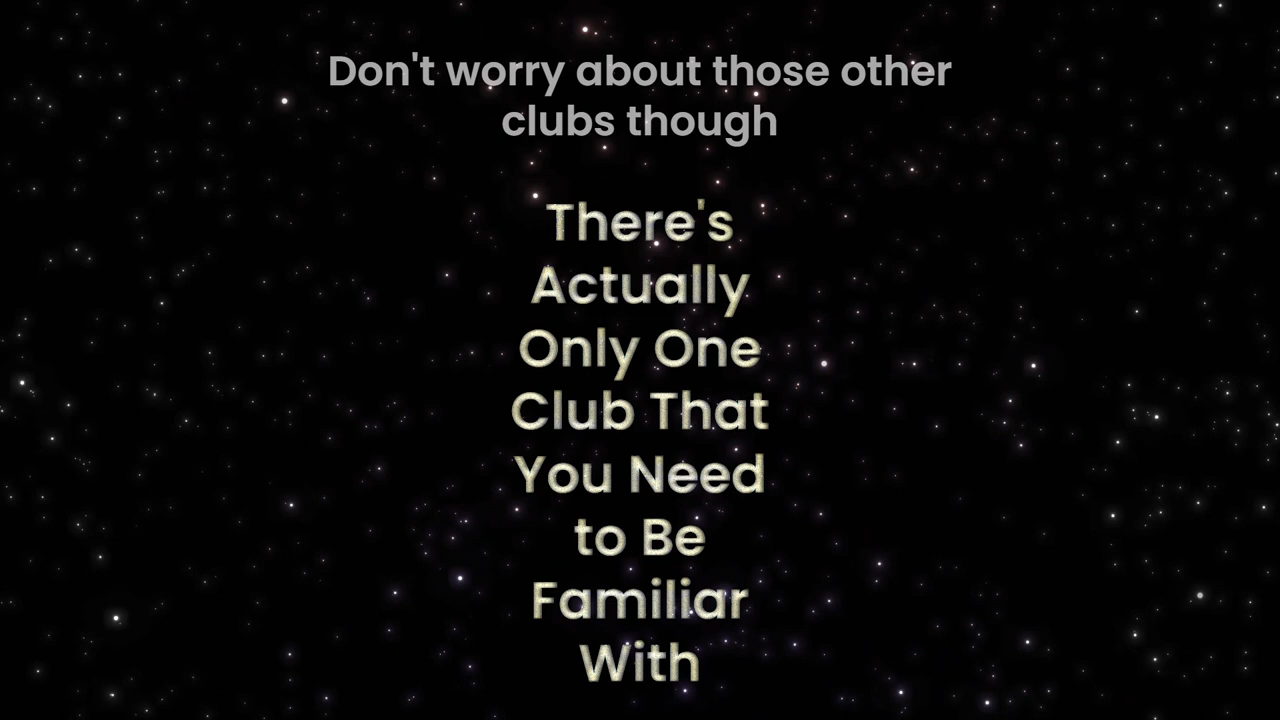 Don't worry about those other
clubs though
There's
Actually
Only One
Club That
You Need
to Be
Familiar
With